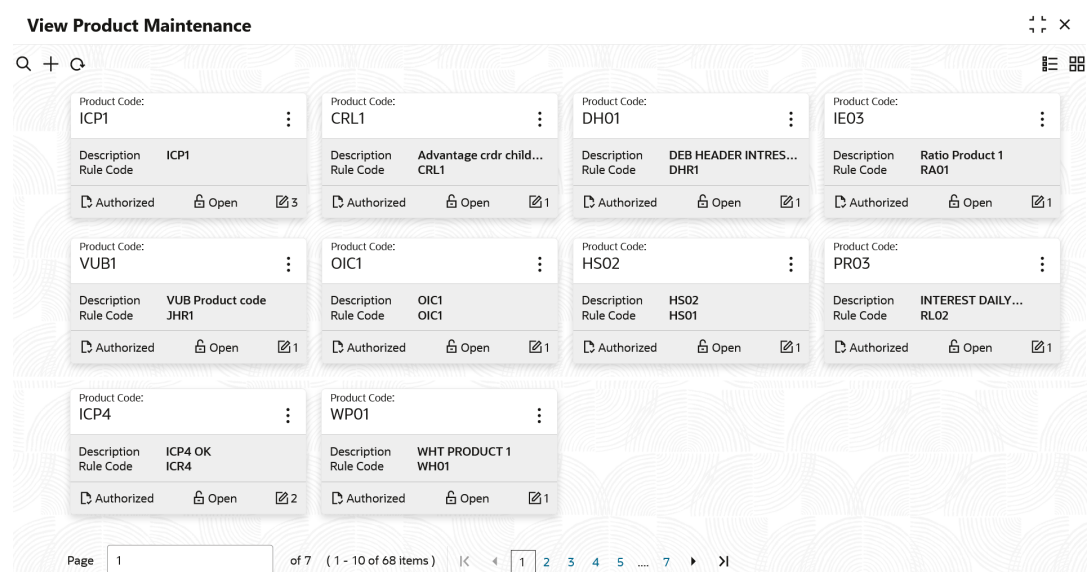 View Product Maintenance
Product Code: Product Code: Product Code: Product Code:
ICP1 CRL1 DH01 IE03
Description ICP1 Description Advantage crdr child... Description DEB HEADER INTRES... Description Ratio Product 1
Rule Code Rule Code CRL1 Rule Code DHR1 Rule Code RA01
Authorized Open 3 Authorized Open 1 Authorized Open 1 Authorized Open 1
Product Code: Product Code: Product Code: Product Code:
VUB1 OIC1 HS02 PR03
Description VUB Product code Description OIC1 Description HS02 Description INTEREST DAILY...
Rule Code JHR1 Rule Code OIC1 Rule Code HS01 Rule Code RL02
Authorized Open 1 Authorized Open 1 Authorized Open 1 Authorized Open 1
Product Code: Product Code:
ICP4 WP01
Description ICP4 OK Description WHT PRODUCT 1
Rule Code ICR4 Rule Code WH01
Authorized Open 2 Authorized Open 1
Page 1 of 7 ( 1 - 10 of 68 items ) 1 2 3 4 5 .... 7